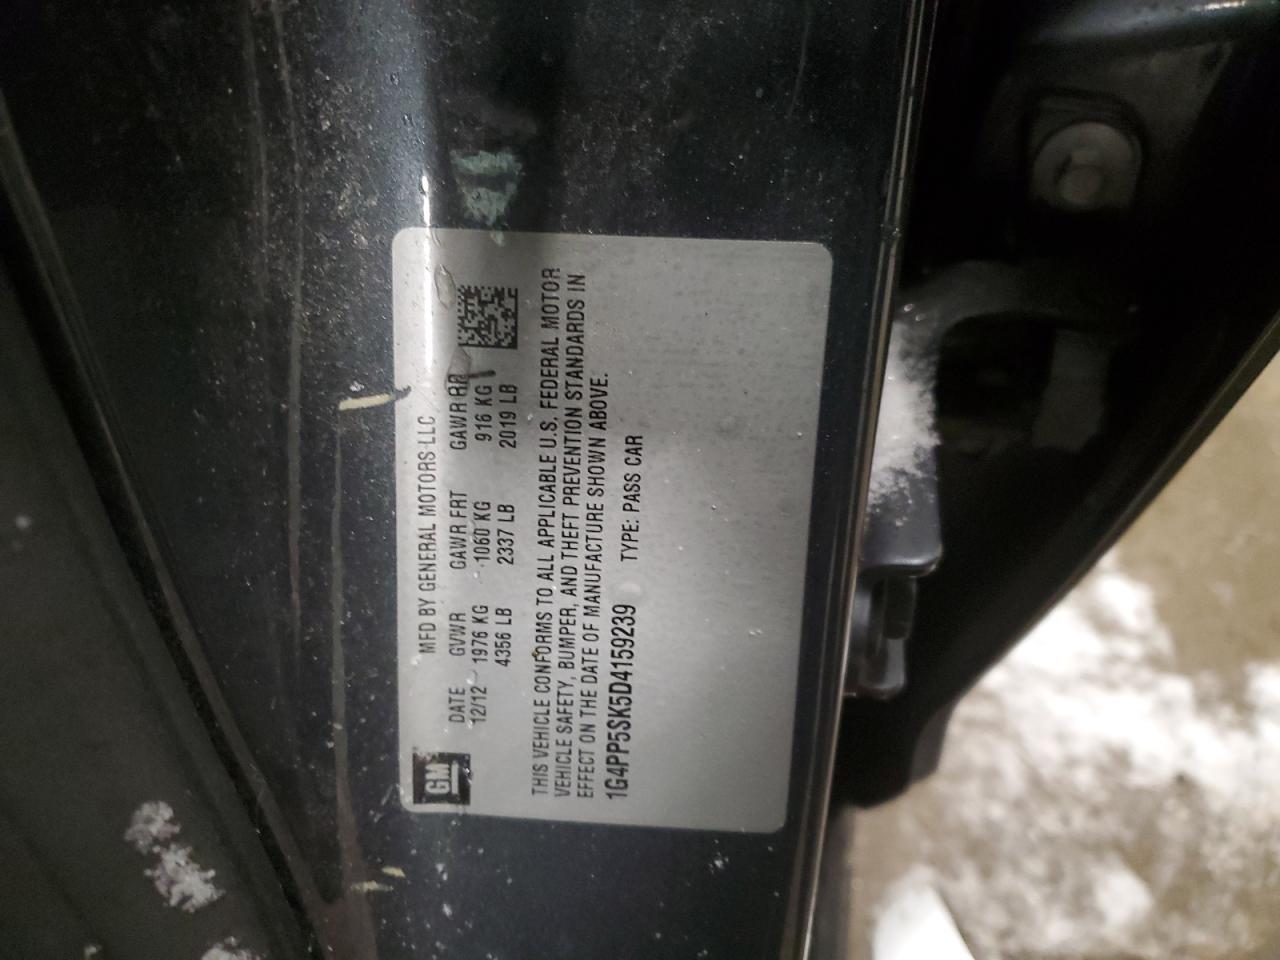 GM
MFD BY GENERAL MOTORS LLC
DATE GVWR GAWR FRT GAWR RR
12/12 1976 KG 1060 KG 916 KG
4356 LB 2337 LB 2019 LB
THIS VEHICLE CONFORMS TO ALL APPLICABLE U.S. FEDERAL MOTOR
VEHICLE SAFETY, BUMPER, AND THEFT PREVENTION STANDARDS IN
EFFECT ON THE DATE OF MANUFACTURE SHOWN ABOVE.
1G4PP5SK5D4159239 TYPE: PASS CAR